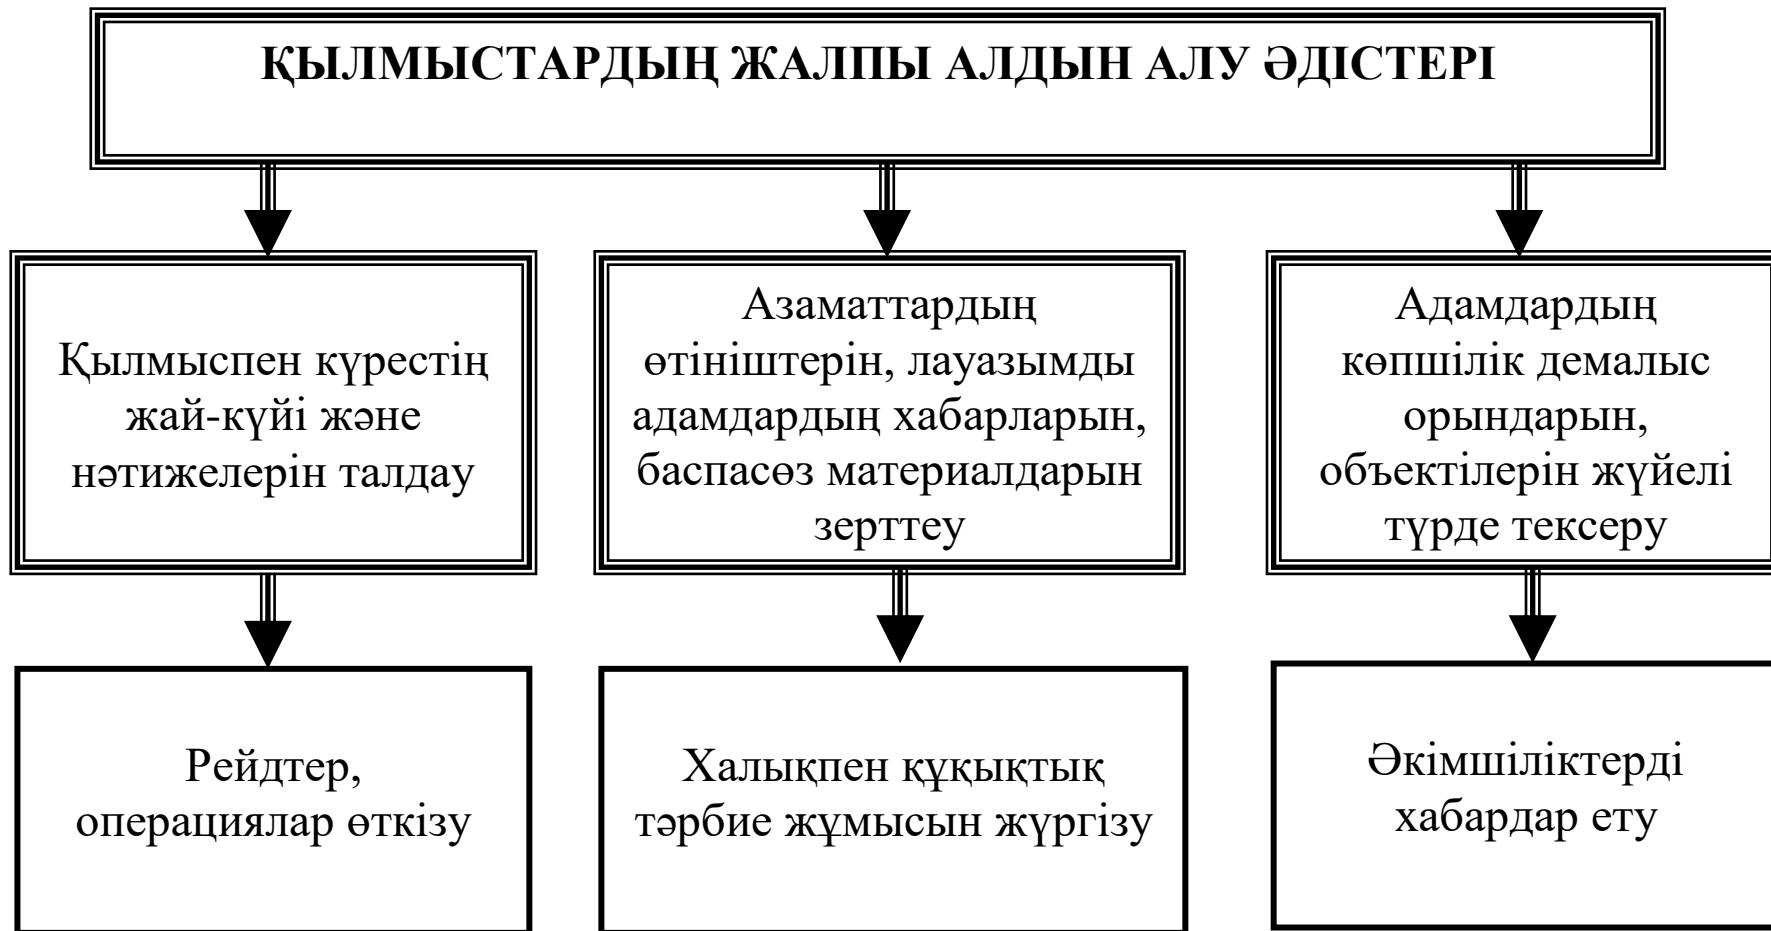 ҚЫЛМЫСТАРДЫҢ ЖАЛПЫ АЛДЫН АЛУ ӘДІСТЕРІ
Қылмыспен күрестің
жай-күйі және
нәтижелерін талдау
Азаматтардың
өтініштерін, лауазымды
адамдардың хабарларын,
баспасөз материалдарын
зерттеу
Адамдардың
көпшілік демалыс
орындарын,
объектілерін жүйелі
түрде тексеру
Рейдтер,
операциялар өткізу
Халықпен құқықтық
тәрбие жұмысын жүргізу
Әкімшіліктерді
хабардар ету